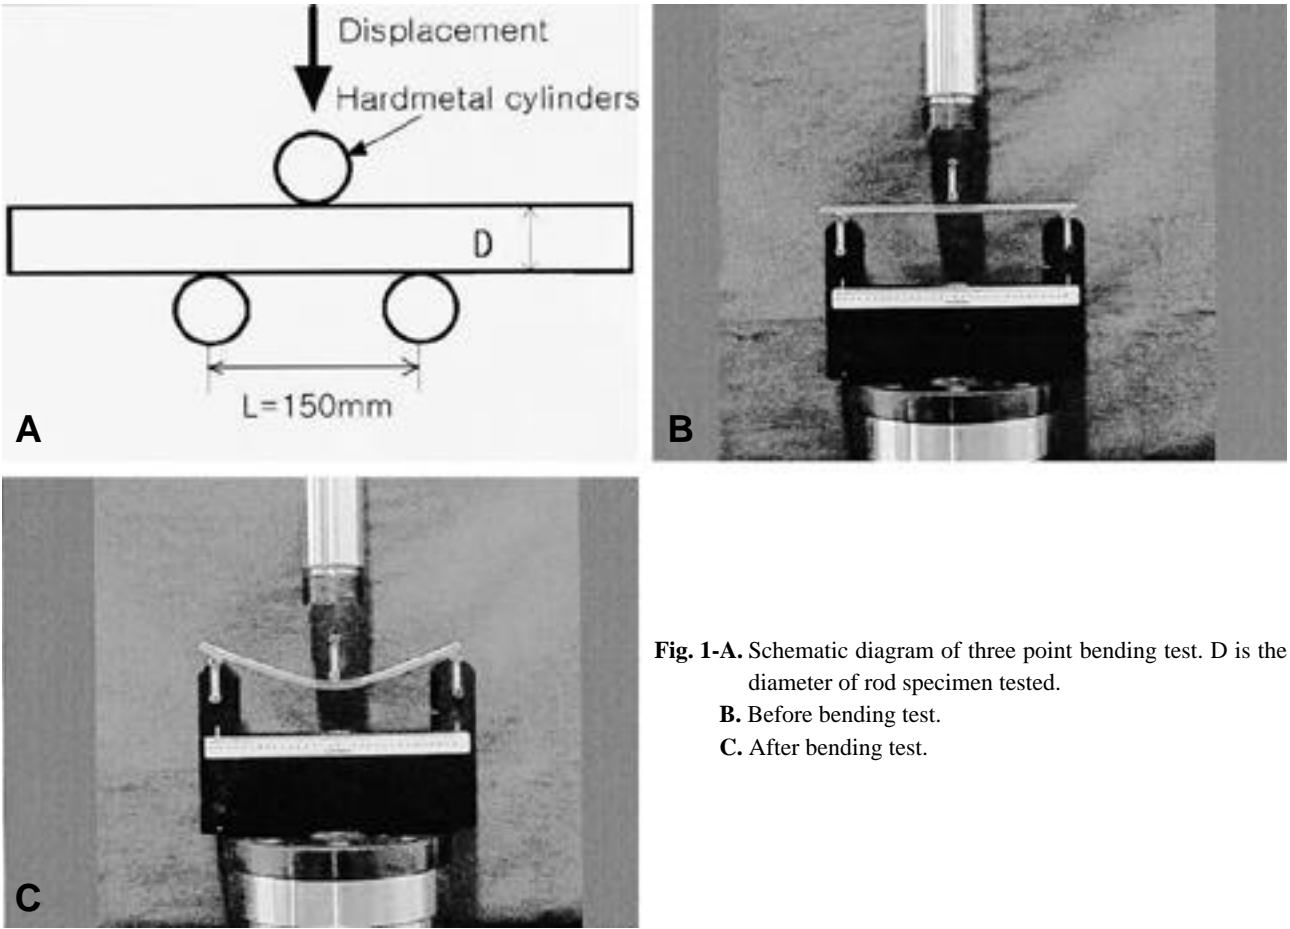 Displacement
Hardmetal cylinders
D
L=150mm
A
B
C
Fig. 1-A. Schematic diagram of three point bending test. D is the
diameter of rod specimen tested.
B. Before bending test.
C. After bending test.